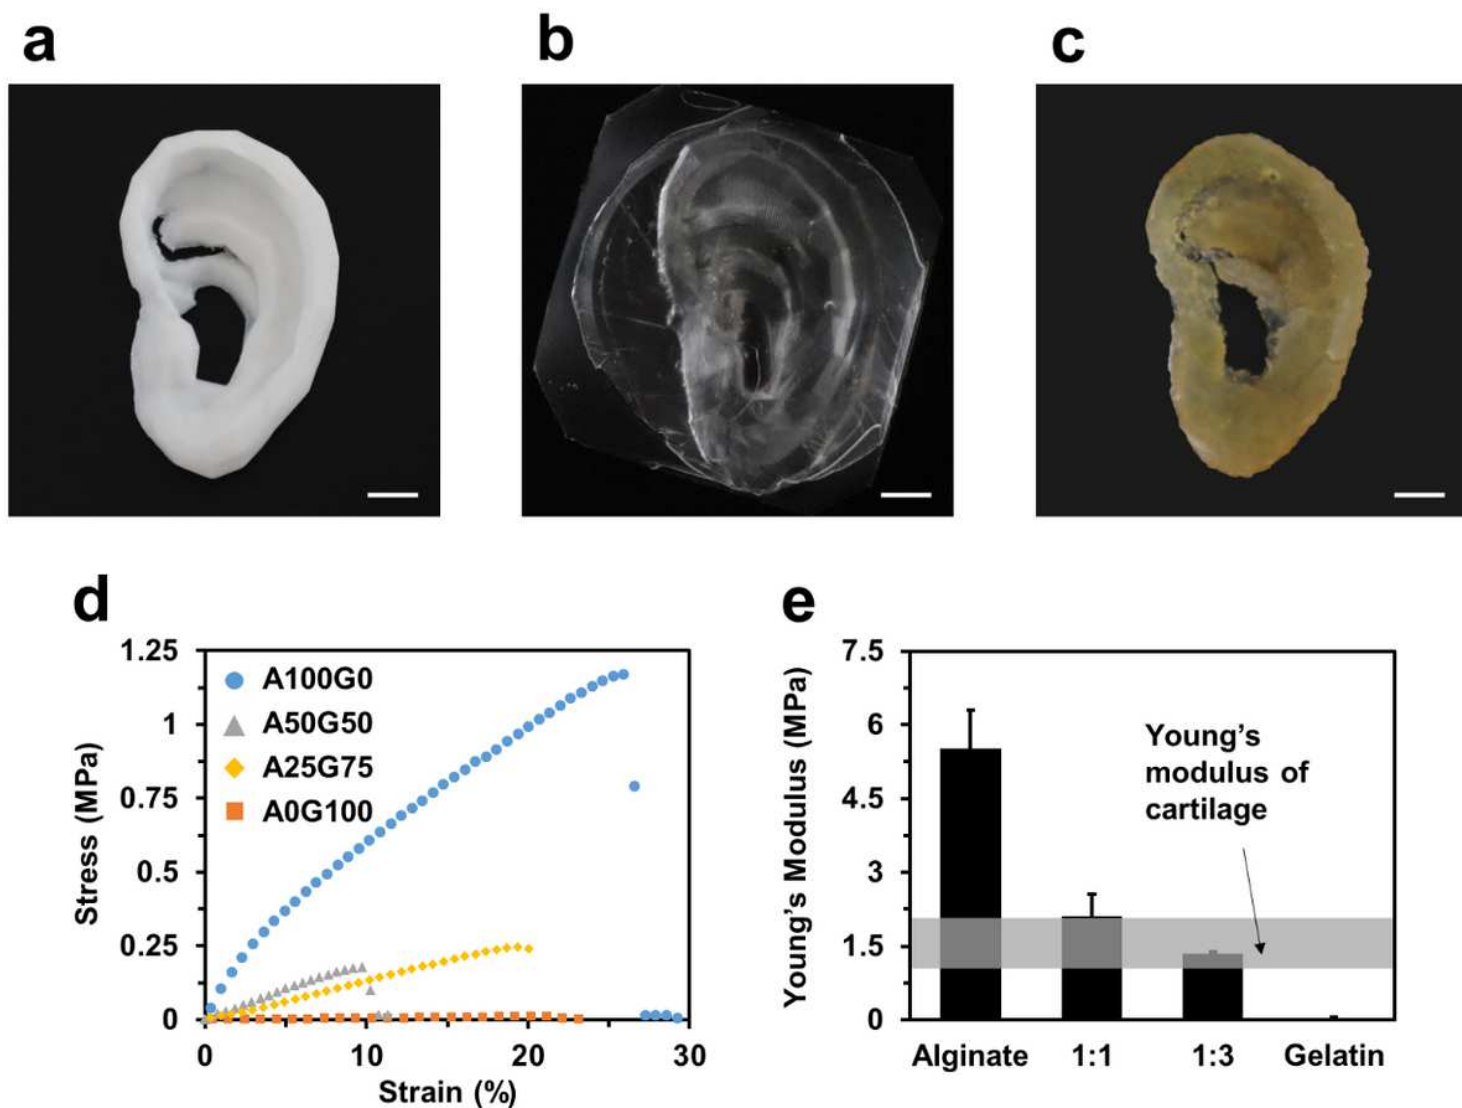 a
b
c
d
1.25
1
0.75
0.5
0.25
0
Stress (MPa)
A100G0
A50G50
A25G75
A0G100
0
10
20
30
Strain (%)
e
7.5
6
4.5
3
1.5
0
Young's Modulus (MPa)
Young's
modulus of
cartilage
Alginate
1:1
1:3
Gelatin